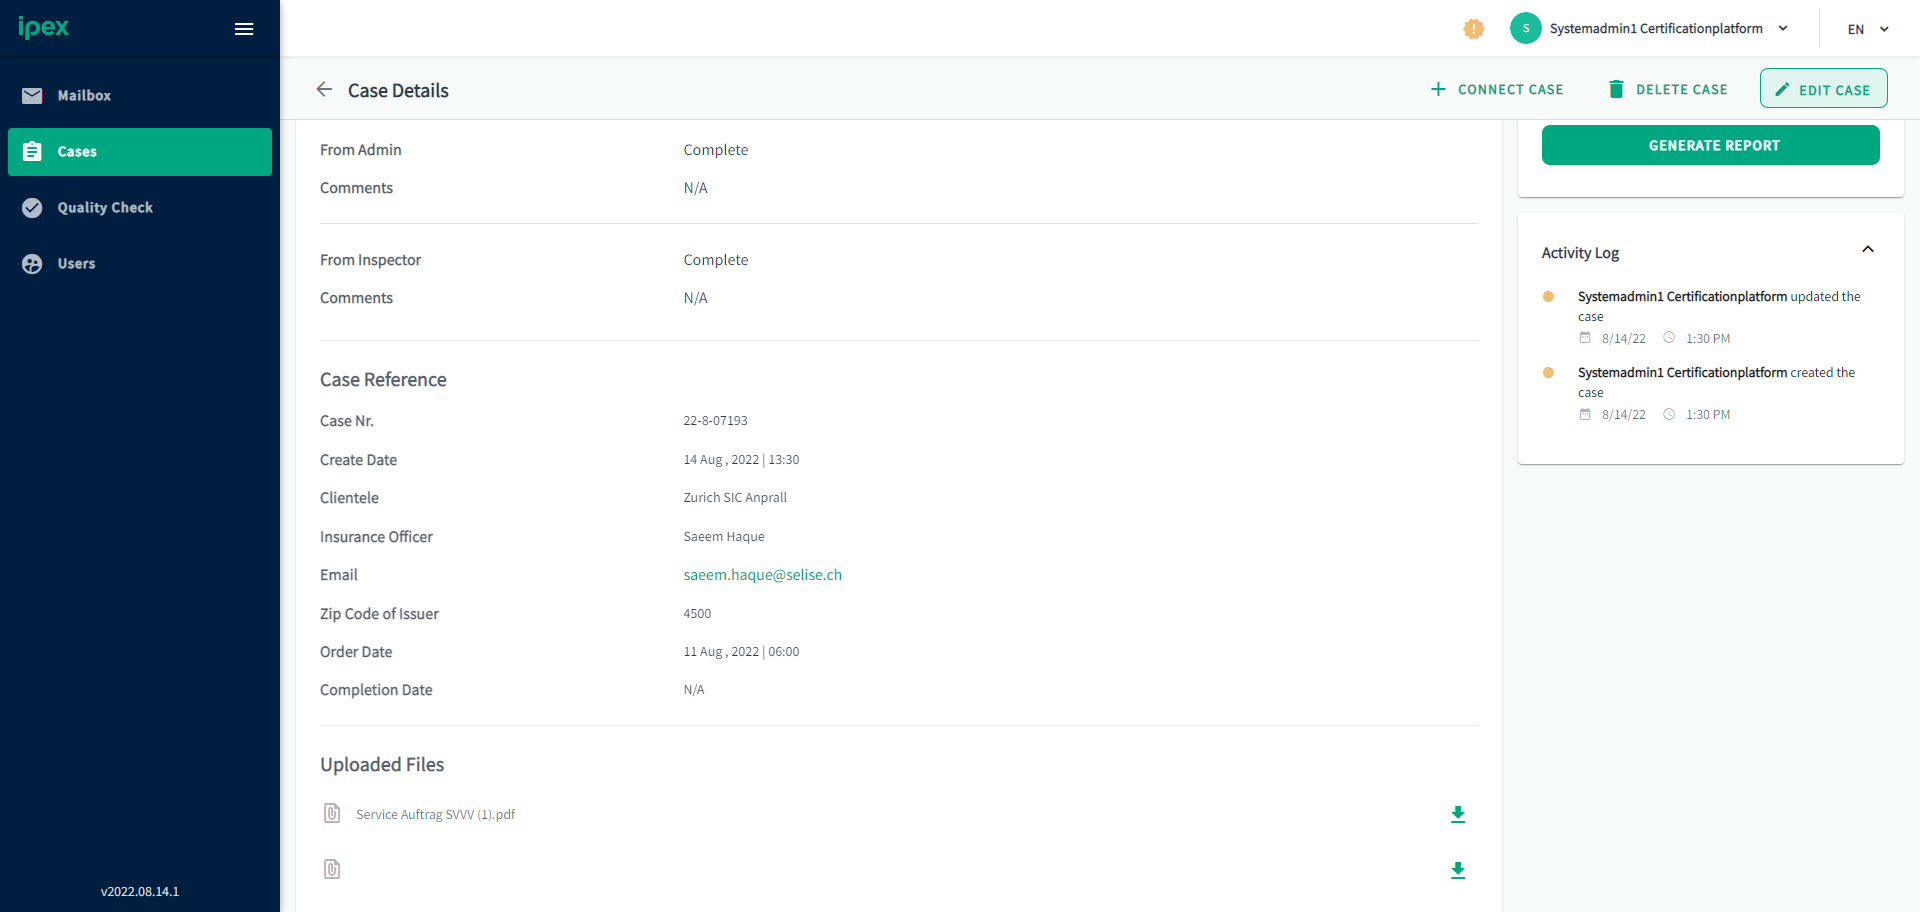 ipex
Systemadmin1 Certificationplatform
S
EN
Mailbox
Cases
Quality Check
Users
v2022.08.14.1
Case Details
CONNECT CASE
DELETE CASE
EDIT CASE
From Admin Complete
Comments N/A
From Inspector Complete
Comments N/A
Case Reference
Case Nr. 22-8-07193
Create Date 14 Aug , 2022 | 13:30
Clientele Zurich SIC Anprall
Insurance Officer Saeem Haque
Email saeem.haque@selise.ch
Zip Code of Issuer 4500
Order Date 11 Aug , 2022 | 06:00
Completion Date N/A
Uploaded Files
Service Auftrag SVVV (1).pdf
GENERATE REPORT
Activity Log
Systemadmin1 Certificationplatform updated the
case
8/14/22 1:30 PM
Systemadmin1 Certificationplatform created the
case
8/14/22 1:30 PM